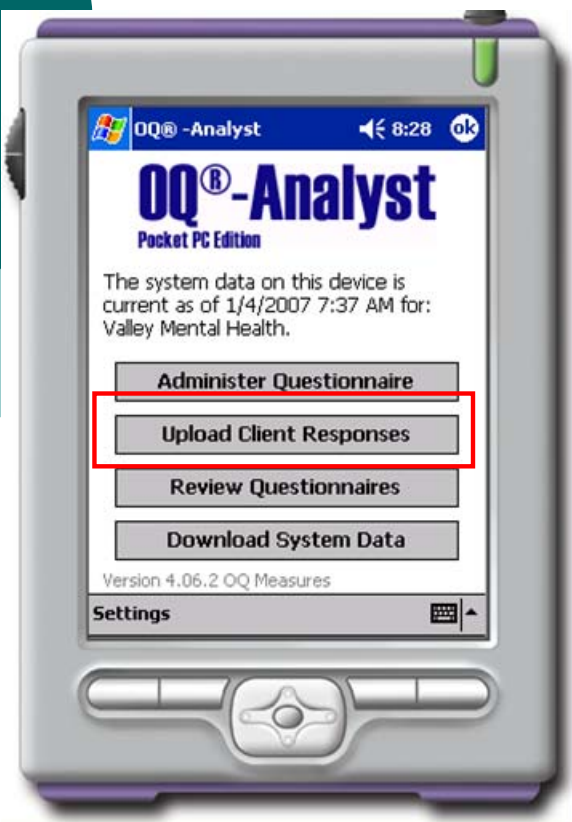 OQ® -Analyst 8:28 ok
OQ®-Analyst
Pocket PC Edition
The system data on this device is
current as of 1/4/2007 7:37 AM for:
Valley Mental Health.
Administer Questionnaire
Upload Client Responses
Review Questionnaires
Download System Data
Version 4.06.2 OQ Measures
Settings